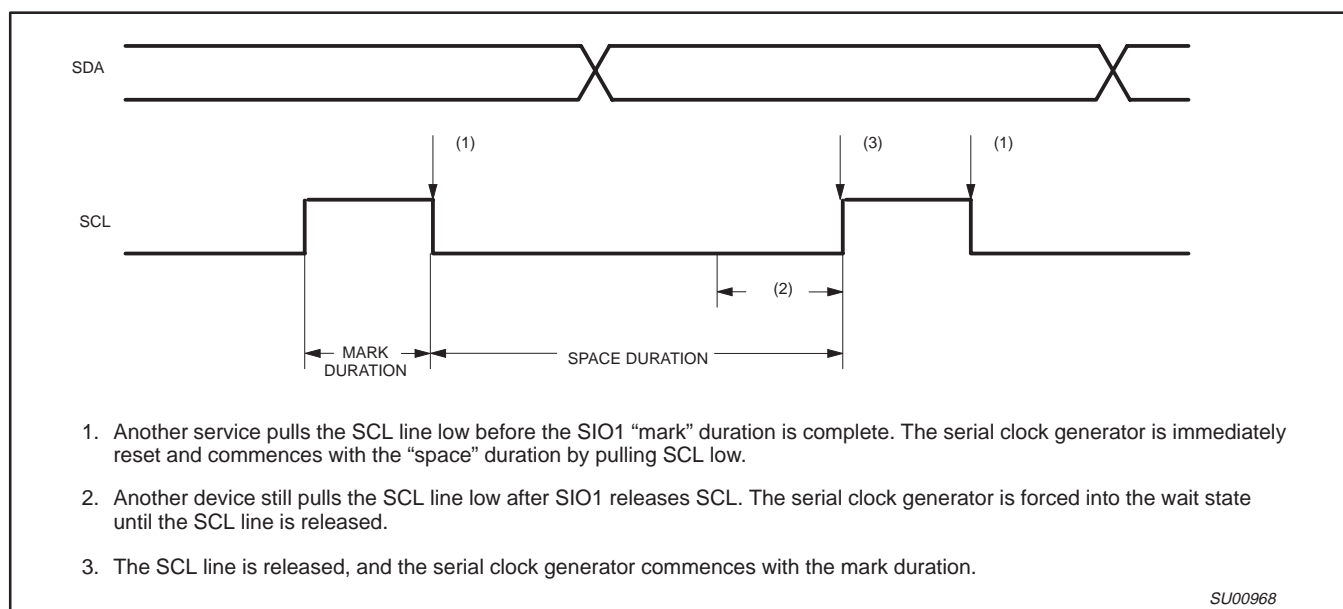 SDA
(1)
(3)
(1)
SCL
(2)
MARK
DURATION
SPACE DURATION
1. Another service pulls the SCL line low before the SIO1 “mark” duration is complete. The serial clock generator is immediately
reset and commences with the “space” duration by pulling SCL low.
2. Another device still pulls the SCL line low after SIO1 releases SCL. The serial clock generator is forced into the wait state
until the SCL line is released.
3. The SCL line is released, and the serial clock generator commences with the mark duration.
SU00968